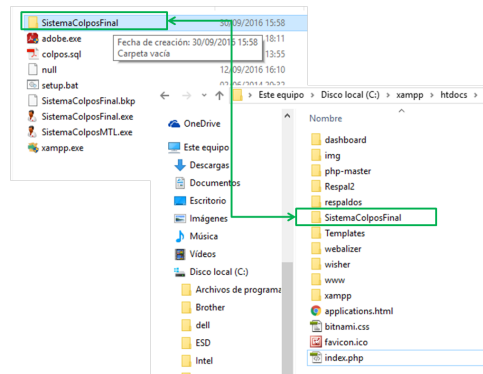 SistemaColposFinal 30/09/2016 15:58
adobe.exe 18:11
Fecha de creación: 30/09/2016 15:58
Carpeta vacía
colpos.sql 13:55
null 12/09/2016 16:10
setup.bat
SistemaColposFinal.bkp
SistemaColposFinal.exe
SistemaColposMTL.exe
xampp.exe
Este equipo > Disco local (C:) > xampp > htdocs >
OneDrive
Este equipo
Descargas
Documentos
Escritorio
Imágenes
Música
Vídeos
Disco local (C:)
Archivos de programa
Brother
dell
ESD
Intel
Nombre
dashboard
img
php-master
Respal2
respaldos
SistemaColposFinal
Templates
webalizer
wisher
www
xampp
applications.html
bitnami.css
favicon.ico
index.php